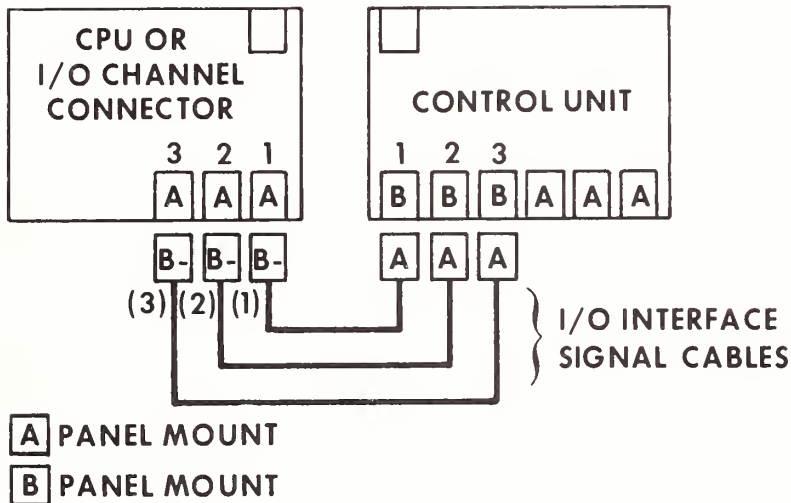 CPU OR
I/O CHANNEL
CONNECTOR
3 2 1
A A A
CONTROL UNIT
1 2 3
B B B A A A
B- B- B-
(3) (2) (1)
A A A
I/O INTERFACE
SIGNAL CABLES
A PANEL MOUNT
B PANEL MOUNT